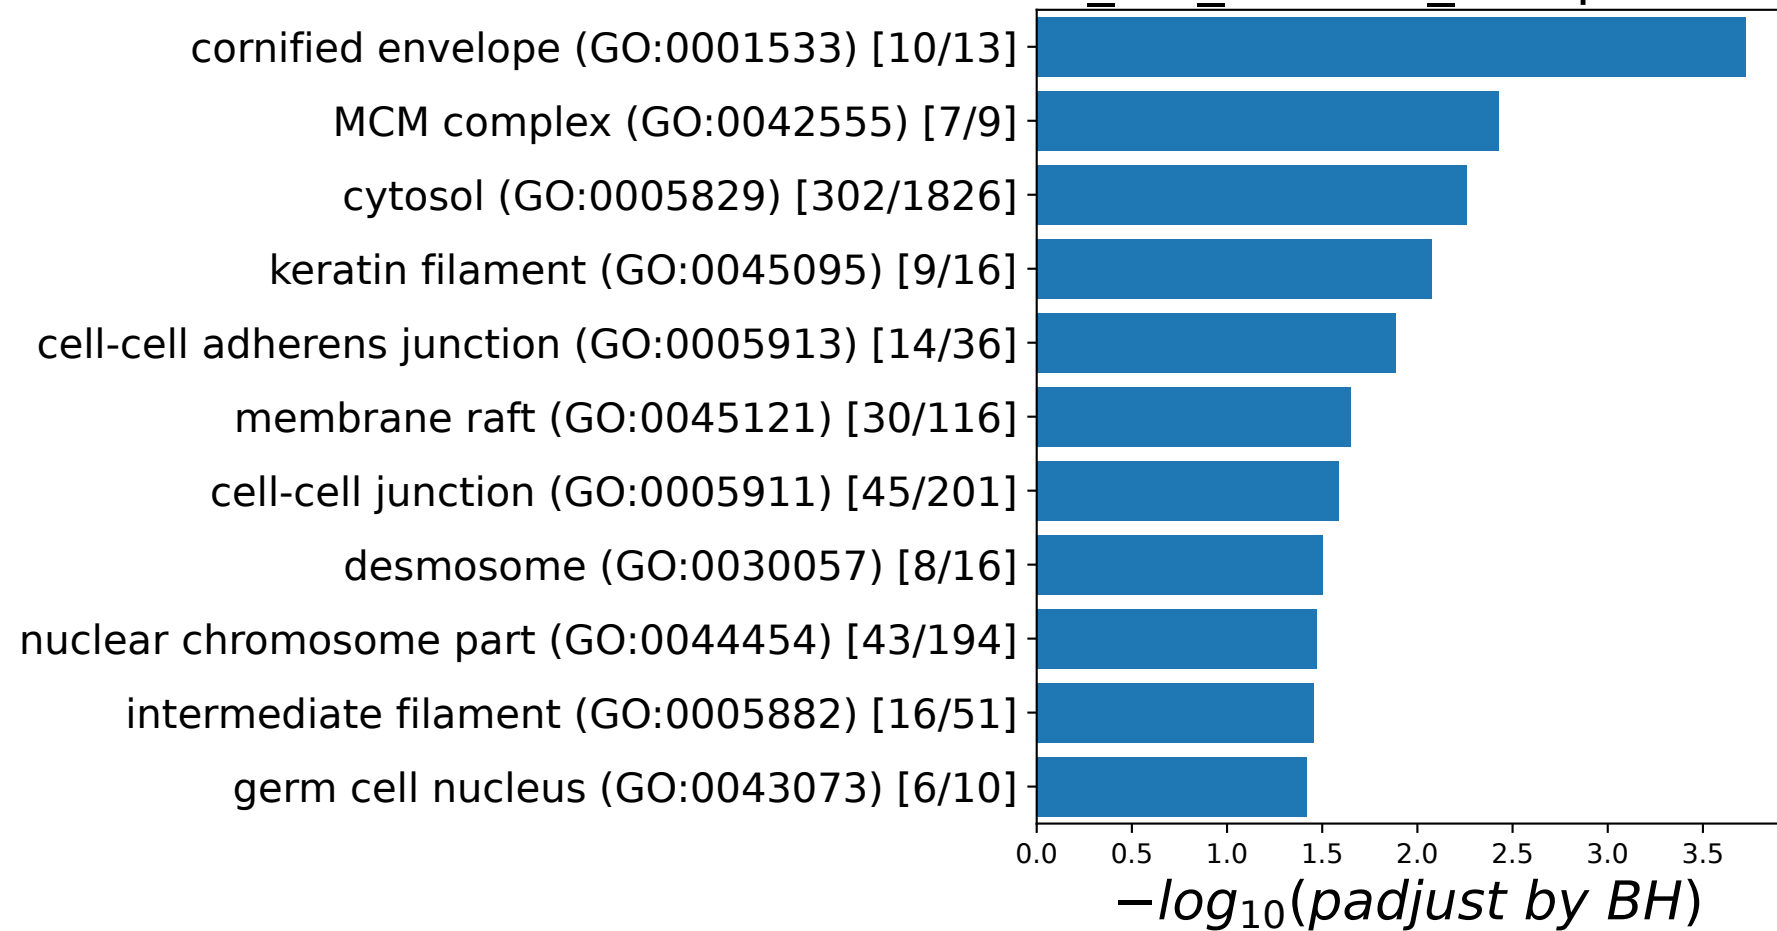 cornified envelope (GO:0001533) [10/13]
MCM complex (GO:0042555) [7/9]
cytosol (GO:0005829) [302/1826]
keratin filament (GO:0045095) [9/16]
cell-cell adherens junction (GO:0005913) [14/36]
membrane raft (GO:0045121) [30/116]
cell-cell junction (GO:0005911) [45/201]
desmosome (GO:0030057) [8/16]
nuclear chromosome part (GO:0044454) [43/194]
intermediate filament (GO:0005882) [16/51]
germ cell nucleus (GO:0043073) [6/10]
0.0 0.5 1.0 1.5 2.0 2.5 3.0 3.5
−log₁₀(padjust by BH)